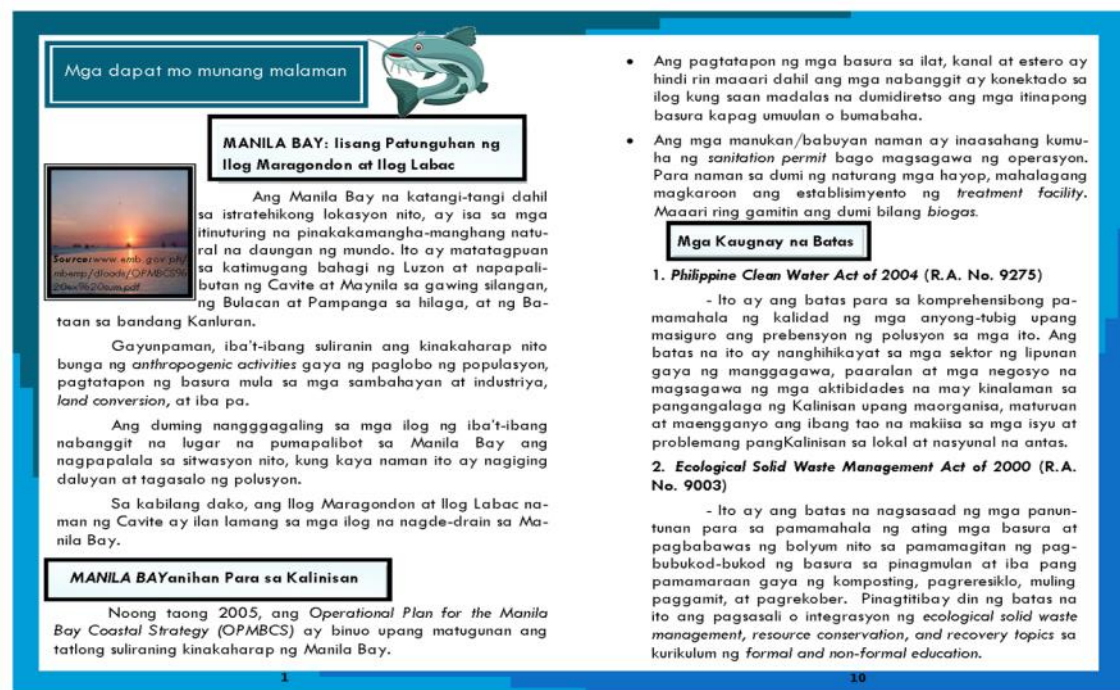 Mga dapat mo munang malaman
MANILA BAY: Iisang Patunguhan ng
Ilog Maragondon at Ilog Labac
Ang Manila Bay na katangi-tangi dahil
sa istratehikong lokasyon nito, ay isa sa mga
itinuturing na pinakakamangha-manghang natu-
ral na daungan ng mundo. Ito ay matatagpuan
sa katimugang bahagi ng Luzon at napapali-
butan ng Cavite at Maynila sa gawing silangan,
ng Bulacan at Pampanga sa hilaga, at ng Ba-
taan sa bandang Kanluran.
Source:www.emb.gov.ph/
mbemp/dloads/OPMBCS%
20ex%20sum.pdf
Gayunpaman, iba't-ibang suliranin ang kinakaharap nito
bunga ng anthropogenic activities gaya ng paglobo ng populasyon,
pagtatapon ng basura mula sa mga sambahayan at industriya,
land conversion, at iba pa.
Ang duming nangggagaling sa mga ilog ng iba't-ibang
nabanggit na lugar na pumapalibot sa Manila Bay ang
nagpapalala sa sitwasyon nito, kung kaya naman ito ay nagiging
daluyan at tagasalo ng polusyon.
Sa kabilang dako, ang Ilog Maragondon at Ilog Labac na-
man ng Cavite ay ilan lamang sa mga ilog na nagde-drain sa Ma-
nila Bay.
MANILA BAYanihan Para sa Kalinisan
Noong taong 2005, ang Operational Plan for the Manila
Bay Coastal Strategy (OPMBCS) ay binuo upang matugunan ang
tatlong suliraning kinakaharap ng Manila Bay.
1
• Ang pagtatapon ng mga basura sa ilat, kanal at estero ay
hindi rin maaari dahil ang mga nabanggit ay konektado sa
ilog kung saan madalas na dumidiretso ang mga itinapong
basura kapag umuulan o bumabaha.
• Ang mga manukan/babuyan naman ay inaasahang kumu-
ha ng sanitation permit bago magsagawa ng operasyon.
Para naman sa dumi ng naturang mga hayop, mahalagang
magkaroon ang establisimyento ng treatment facility.
Maaari ring gamitin ang dumi bilang biogas.
Mga Kaugnay na Batas
1. Philippine Clean Water Act of 2004 (R.A. No. 9275)
- Ito ay ang batas para sa komprehensibong pa-
mamahala ng kalidad ng mga anyong-tubig upang
masiguro ang prebensyon ng polusyon sa mga ito. Ang
batas na ito ay nanghihikayat sa mga sektor ng lipunan
gaya ng manggagawa, paaralan at mga negosyo na
magsagawa ng mga aktibidades na may kinalaman sa
pangangalaga ng Kalinisan upang maorganisa, maturuan
at maengganyo ang ibang tao na makiisa sa mga isyu at
problemang pangKalinisan sa lokal at nasyunal na antas.
2. Ecological Solid Waste Management Act of 2000 (R.A.
No. 9003)
- Ito ay ang batas na nagsasaad ng mga panun-
tunan para sa pamamahala ng ating mga basura at
pagbabawas ng bolyum nito sa pamamagitan ng pag-
bubukod-bukod ng basura sa pinagmulan at iba pang
pamamaraan gaya ng komposting, pagreresiklo, muling
paggamit, at pagrekober. Pinagtitibay din ng batas na
ito ang pagsasali o integrasyon ng ecological solid waste
management, resource conservation, and recovery topics sa
kurikulum ng formal and non-formal education.
10